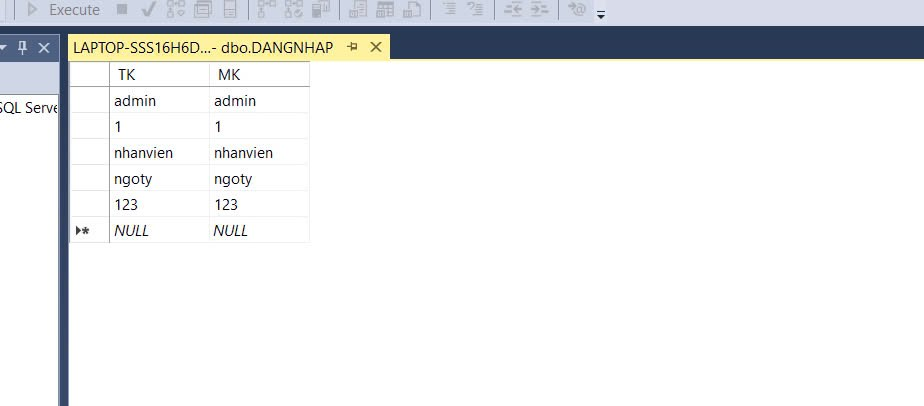 Execute
LAPTOP-SSS16H6D...- dbo.DANGNHAP
SQL Serve
TK MK
admin admin
1 1
nhanvien nhanvien
ngoty ngoty
123 123
NULL NULL